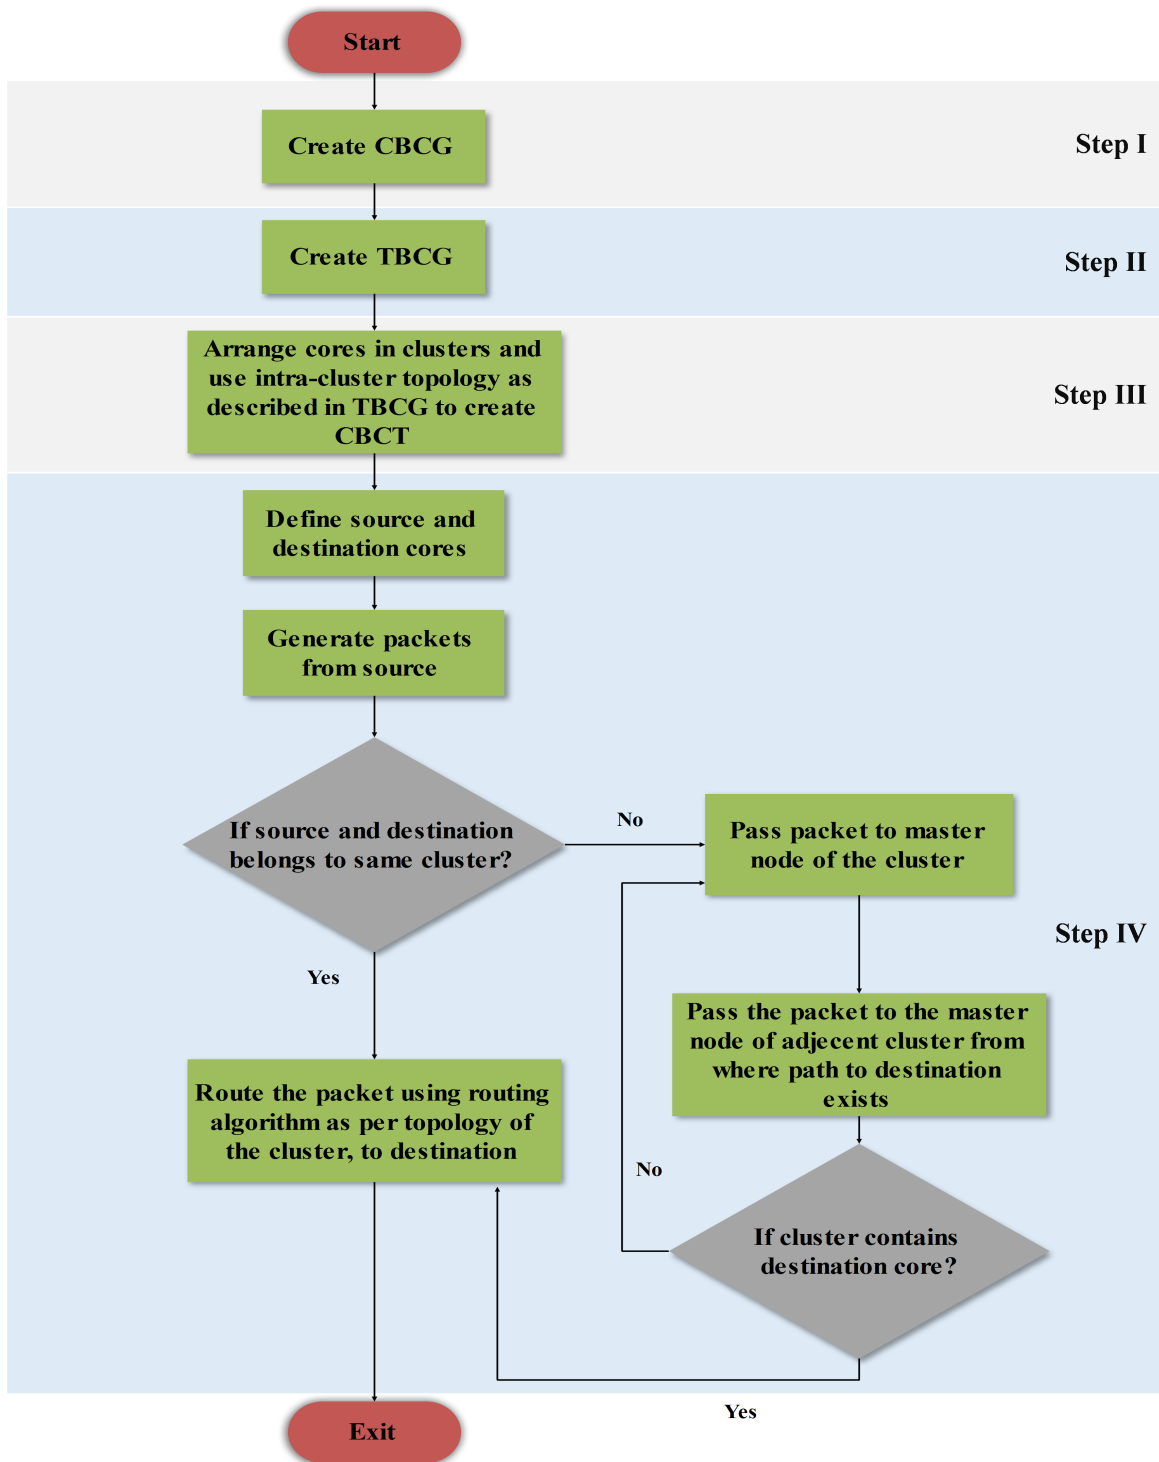 Start
Create CBCG
Step I
Create TBCG
Step II
Arrange cores in clusters and
use intra-cluster topology as
described in TBCG to create
CBCT
Step III
Define source and
destination cores
Generate packets
from source
If source and destination
belongs to same cluster?
No
Pass packet to master
node of the cluster
Step IV
Yes
Pass the packet to the master
node of adjecent cluster from
where path to destination
exists
Route the packet using routing
algorithm as per topology of
the cluster, to destination
No
If cluster contains
destination core?
Yes
Exit